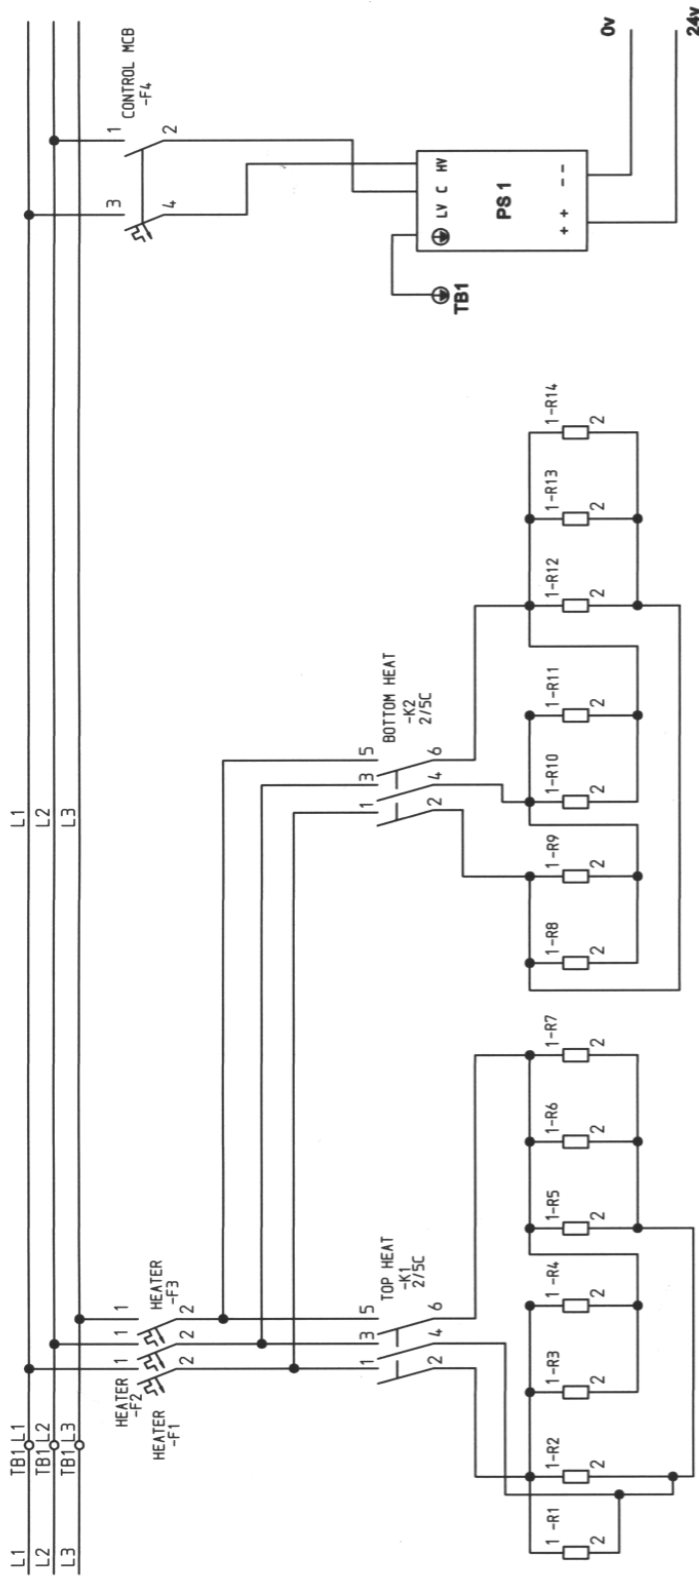 L1
L2
L3
TB1
TB1
TB1
L1
L2
L3
L1
L2
L3
HEATER
-F1
HEATER
-F2
HEATER
-F3
1
1
1
2
2
2
CONTROL MCB
-F4
3
1
4
2
TOP HEAT
-K1
2/5C
1
3
5
2
4
6
BOTTOM HEAT
-K2
2/5C
1
3
5
2
4
6
LV C HV
PS 1
+ + - -
TB1
0v
24v
1 -R1
2
1-R2
2
1-R3
2
1-R4
2
1-R5
2
1-R6
2
1-R7
2
1-R8
2
1-R9
2
1-R10
2
1-R11
2
1-R12
2
1-R13
2
1-R14
2